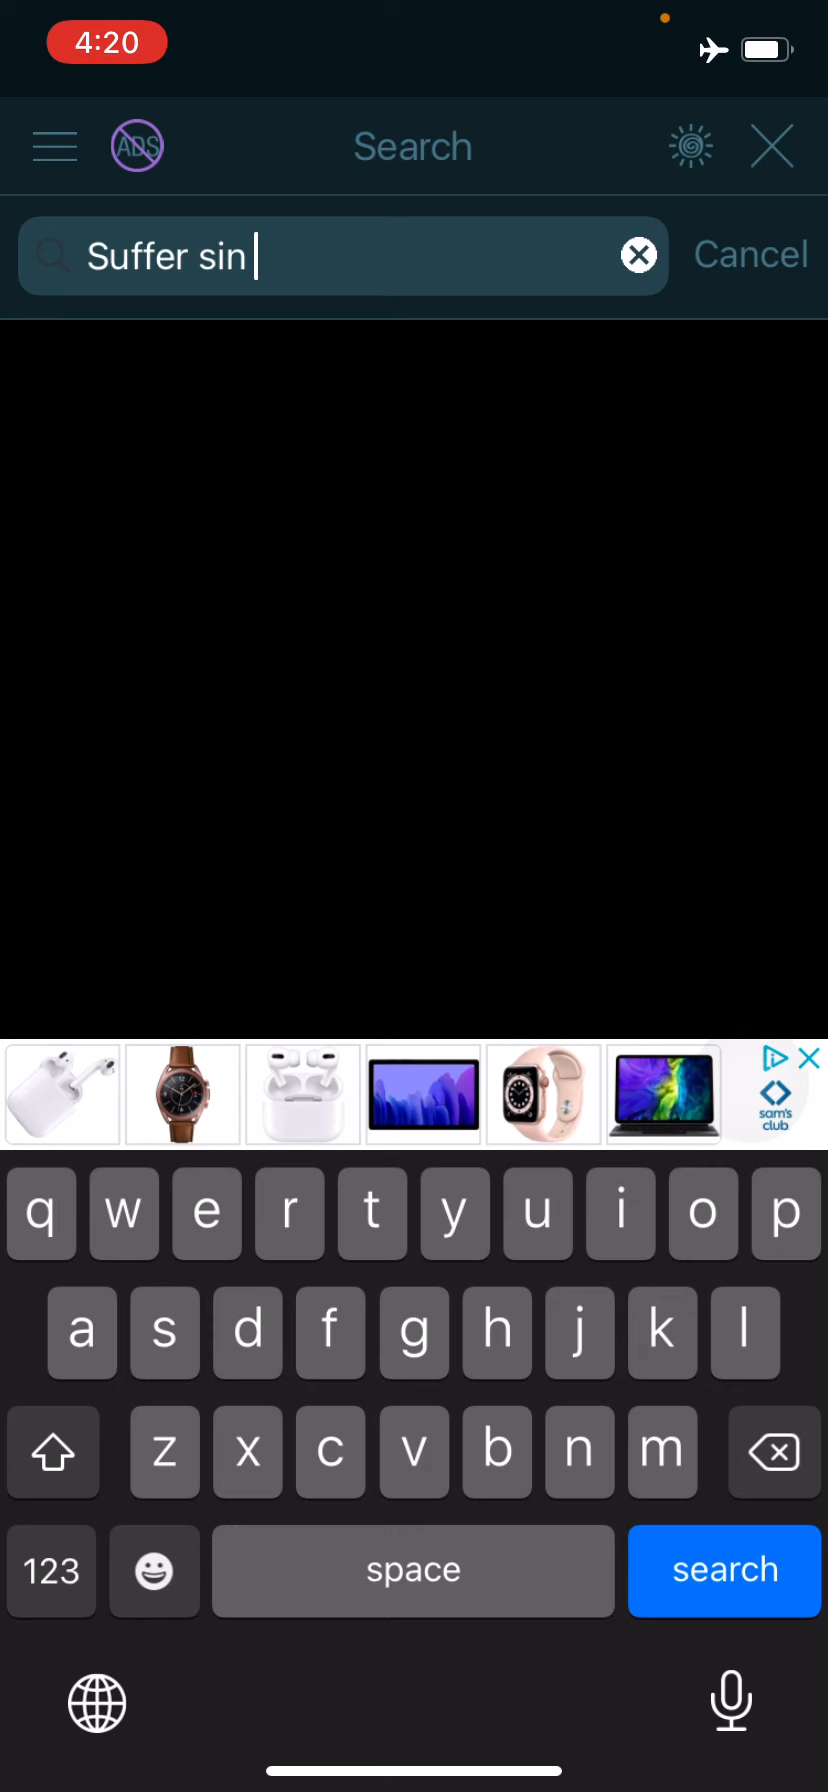 4:20
ADS
Search
Suffer sin
Cancel
sam's
club
q w e r t y u i o p
a s d f g h j k l
z x c v b n m
123 space search